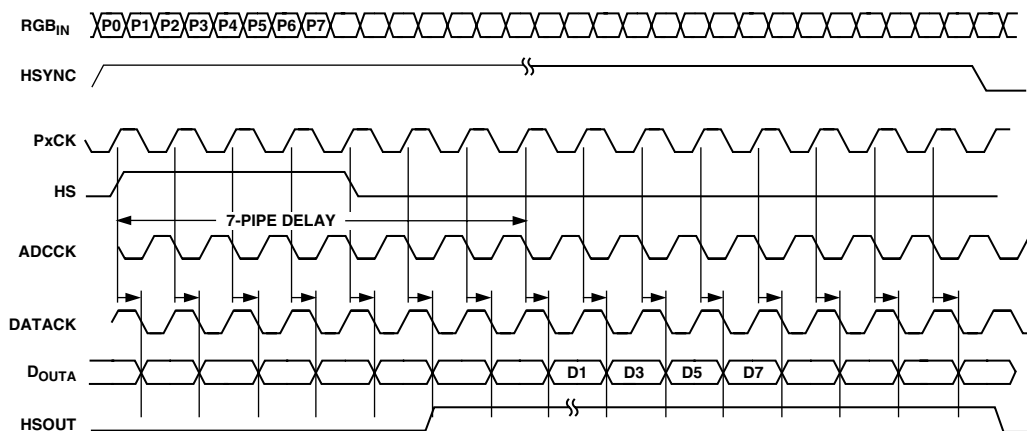 RGBIN P0 P1 P2 P3 P4 P5 P6 P7
HSYNC
PxCK
HS
7-PIPE DELAY
ADCCK
DATACK
DOUTA D1 D3 D5 D7
HSOUT